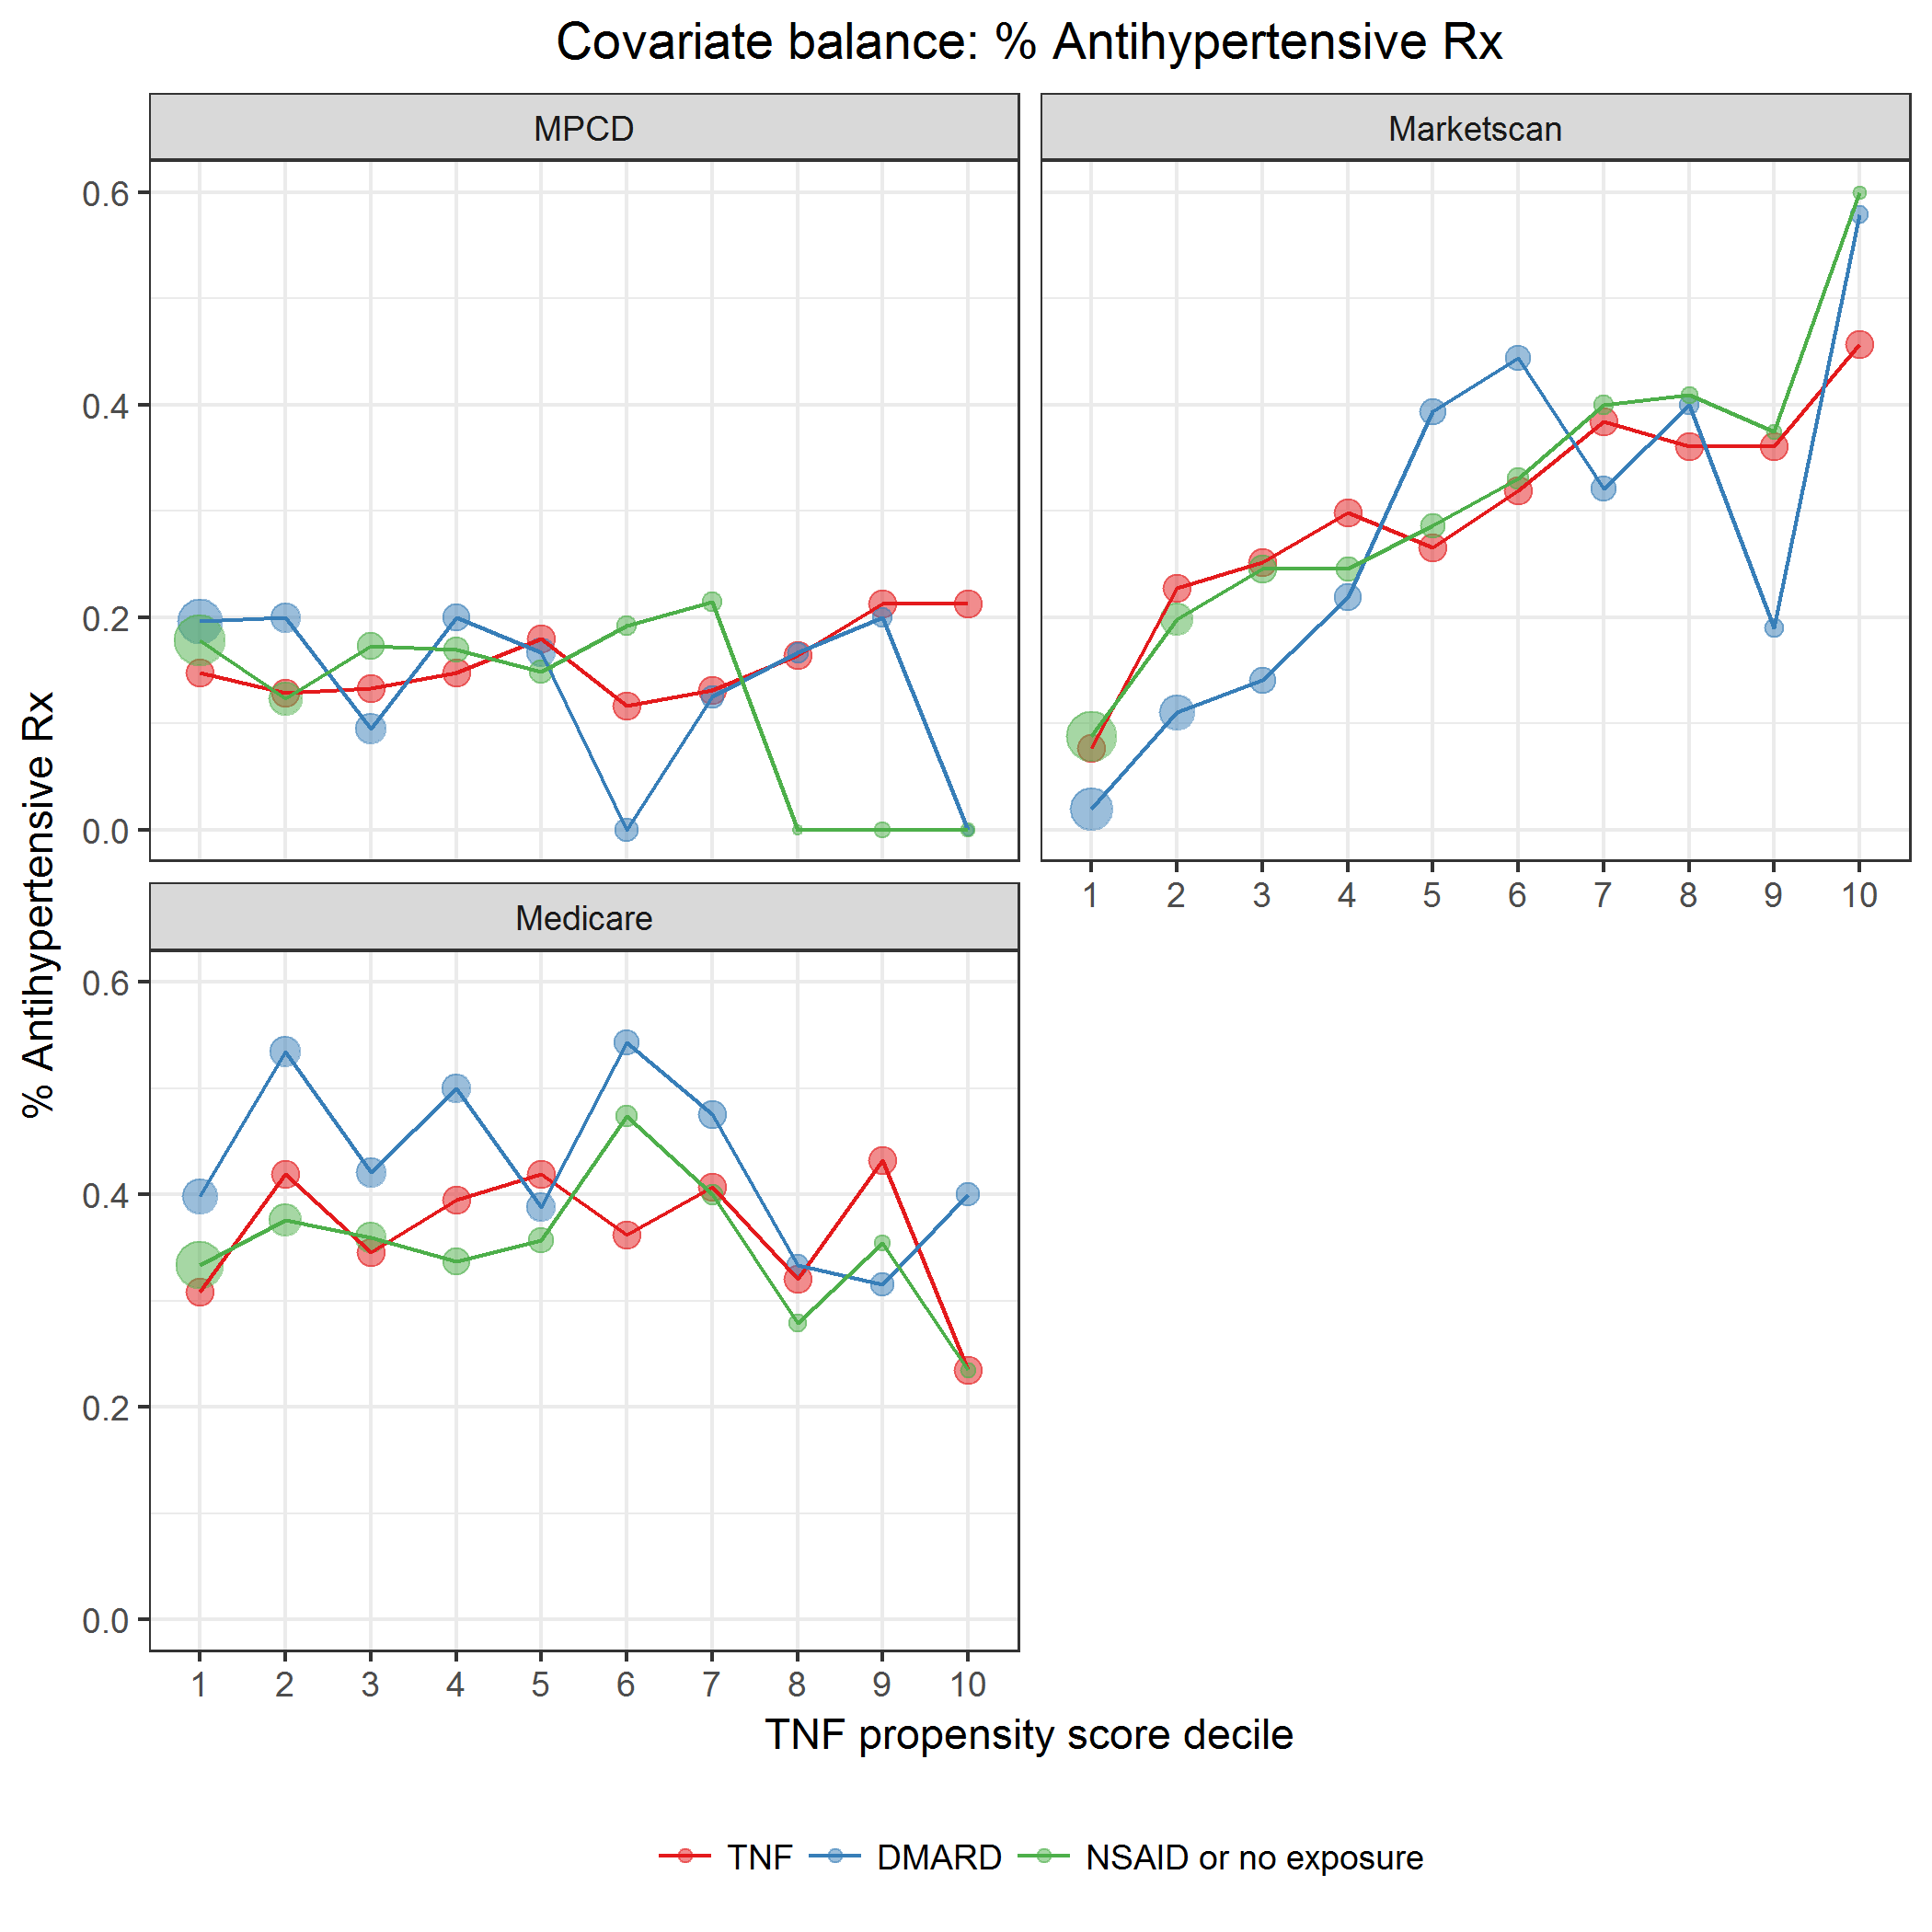 Covariate balance: % Antihypertensive Rx
MPCD
Marketscan
0.6
0.4
0.2
0.0
1 2 3 4 5 6 7 8 9 10
Medicare
0.6
0.4
0.2
0.0
1 2 3 4 5 6 7 8 9 10
% Antihypertensive Rx
TNF propensity score decile
TNF DMARD NSAID or no exposure